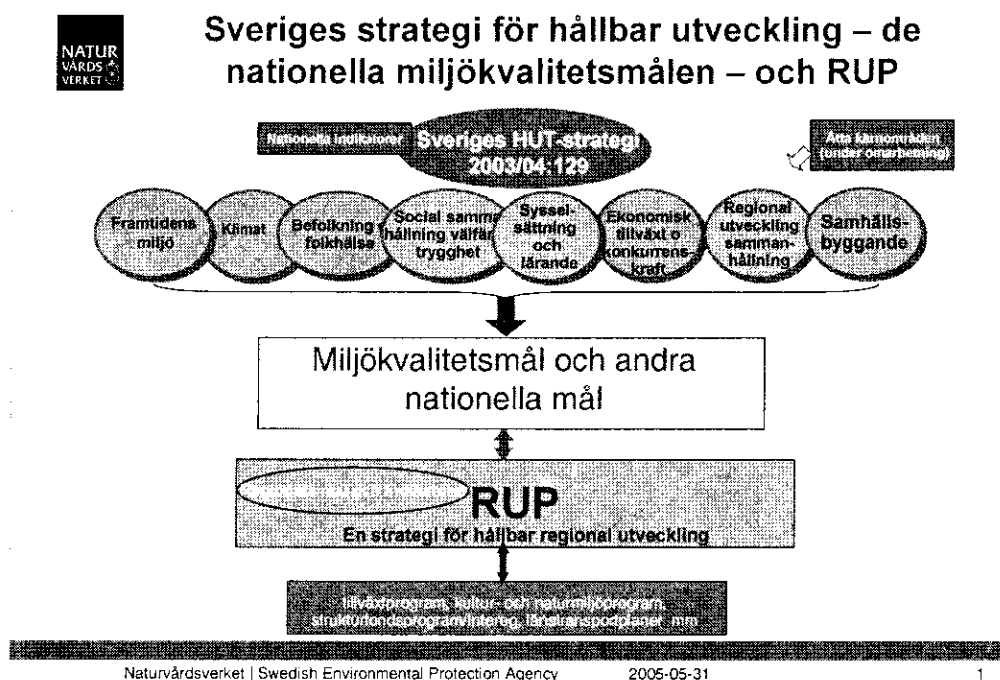 NATUR
VÅRDS
VERKET
Sveriges strategi för hållbar utveckling – de
nationella miljökvalitetsmålen – och RUP
Nationella indikatorer
Sveriges HUT-strategi
2003/04:129
Åtta kärnområden
(under omarbetning)
Framtidens
miljö
Klimat
Befolkning
folkhälsa
Social samma
hållning välfär
trygghet
Syssel-
sättning
och
lärande
Ekonomisk
tillväxt o
konkurrens-
kraft
Regional
utveckling
samman-
hållning
Samhälls-
byggande
Miljökvalitetsmål och andra
nationella mål
RUP
En strategi för hållbar regional utveckling
tillväxtprogram, kultur- och naturmiljöprogram,
strukturfondsprogram/Intereg, länstransportplaner mm
Naturvårdsverket | Swedish Environmental Protection Agency
2005-05-31
1